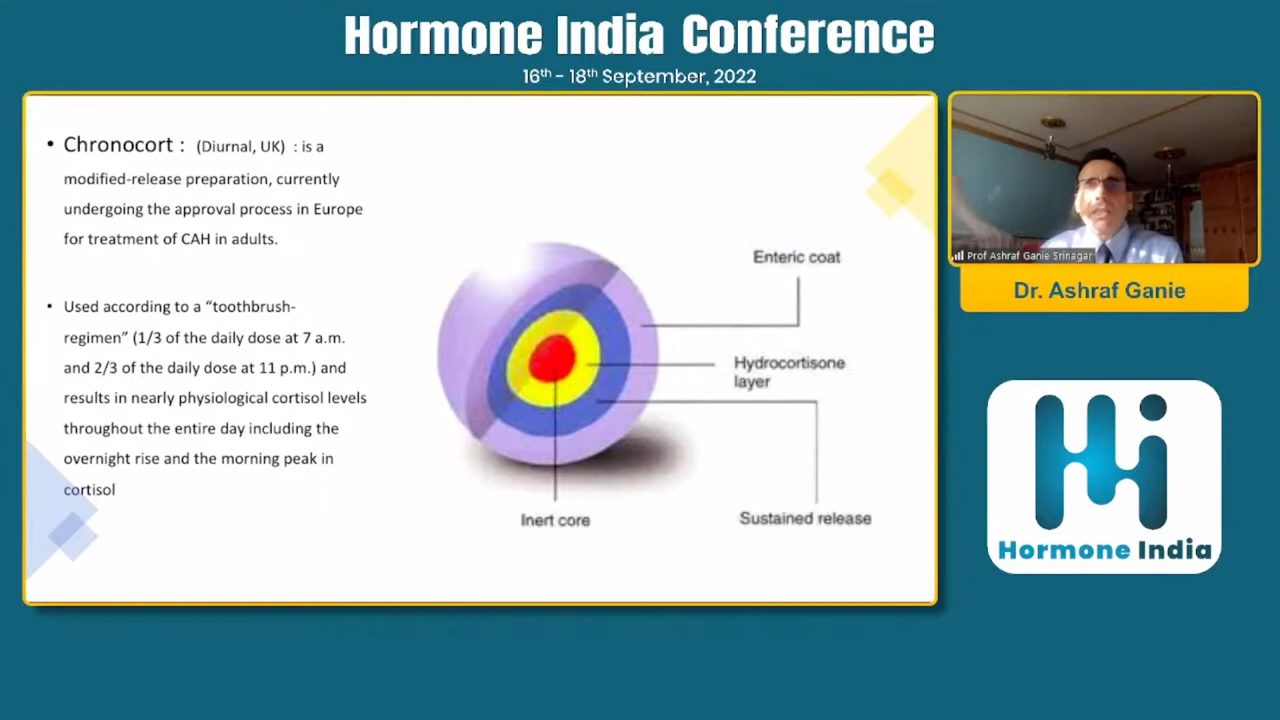 Hormone India Conference
16th - 18th September, 2022
• Chronocort : (Diurnal, UK) : is a
modified-release preparation, currently
undergoing the approval process in Europe
for treatment of CAH in adults.
• Used according to a “toothbrush-
regimen” (1/3 of the daily dose at 7 a.m.
and 2/3 of the daily dose at 11 p.m.) and
results in nearly physiological cortisol levels
throughout the entire day including the
overnight rise and the morning peak in
cortisol
Enteric coat
Hydrocortisone
layer
Inert core
Sustained release
Prof Ashraf Ganie Srinagar
Dr. Ashraf Ganie
Hormone India